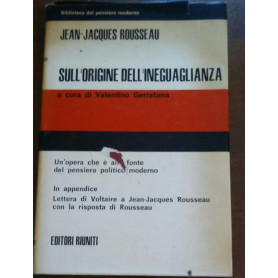 Biblioteca del pensiero moderno
JEAN-JACQUES ROUSSEAU
SULL'ORIGINE DELL'INEGUAGLIANZA
a cura di Valentino Gerratana
Un'opera che è fonte
del pensiero politico moderno
In appendice
Lettera di Voltaire a Jean-Jacques Rousseau
con la risposta di Rousseau
EDITORI RIUNITI